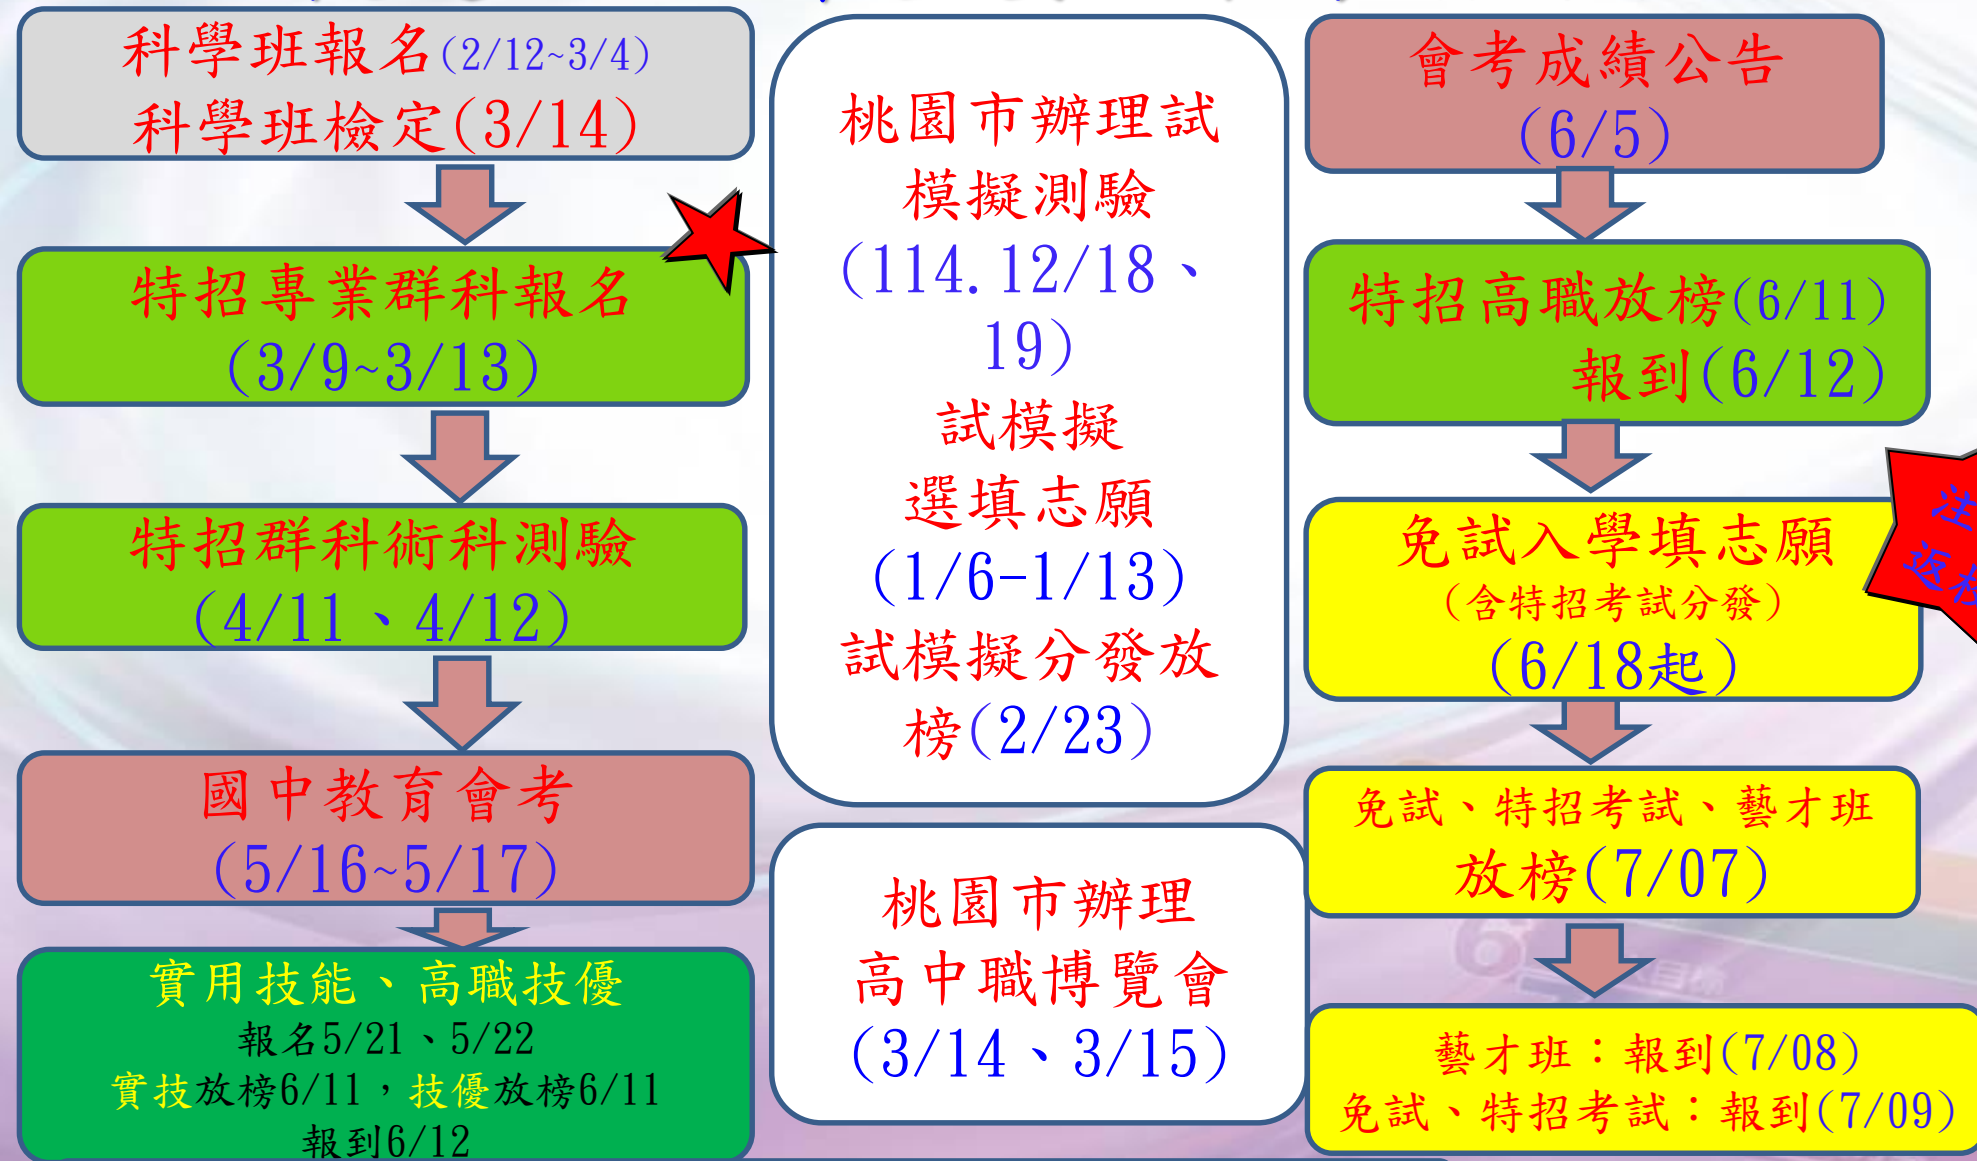 科學班報名(2/12~3/4)
科學班檢定(3/14)
特招專業群科報名
(3/9~3/13)
特招群科術科測驗
(4/11、4/12)
國中教育會考
(5/16~5/17)
實用技能、高職技優
報名5/21、5/22
實技放榜6/11，技優放榜6/11
報到6/12
桃園市辦理試
模擬測驗
(114.12/18、
19)
試模擬
選填志願
(1/6-1/13)
試模擬分發放
榜(2/23)
桃園市辦理
高中職博覽會
(3/14、3/15)
會考成績公告
(6/5)
特招高職放榜(6/11)
報到(6/12)
免試入學填志願
(含特招考試分發)
(6/18起)
注
返校
免試、特招考試、藝才班
放榜(7/07)
藝才班：報到(7/08)
免試、特招考試：報到(7/09)